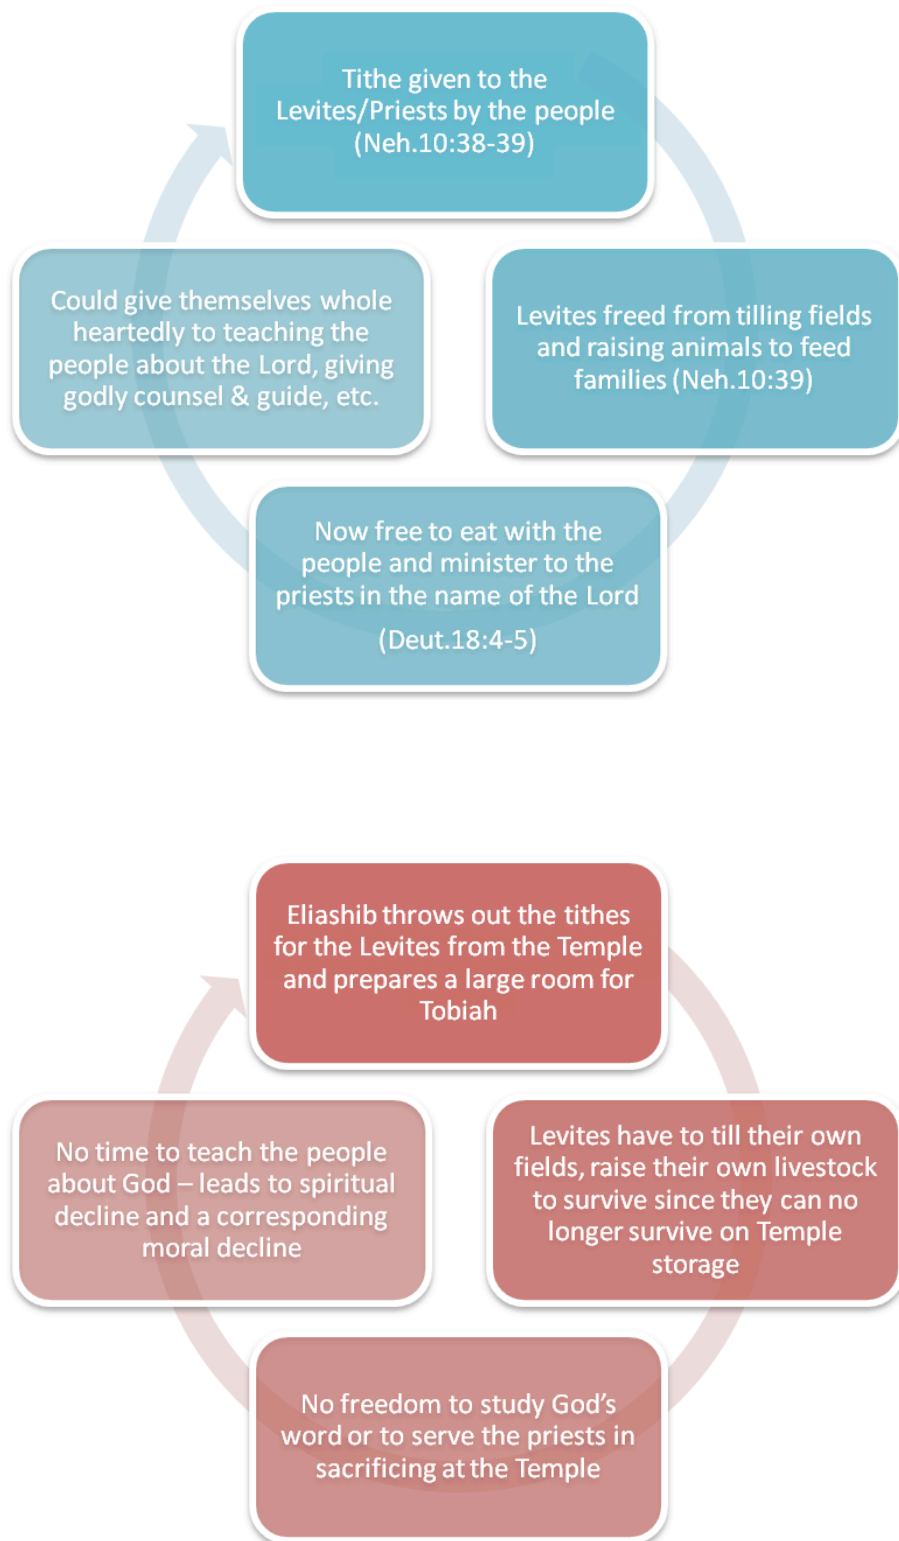 Tithe given to the
Levites/Priests by the people
(Neh.10:38-39)
Levites freed from tilling fields
and raising animals to feed
families (Neh.10:39)
Now free to eat with the
people and minister to the
priests in the name of the Lord
(Deut.18:4-5)
Could give themselves whole
heartedly to teaching the
people about the Lord, giving
godly counsel & guide, etc.
Eliashib throws out the tithes
for the Levites from the Temple
and prepares a large room for
Tobiah
Levites have to till their own
fields, raise their own livestock
to survive since they can no
longer survive on Temple
storage
No freedom to study God’s
word or to serve the priests in
sacrificing at the Temple
No time to teach the people
about God – leads to spiritual
decline and a corresponding
moral decline